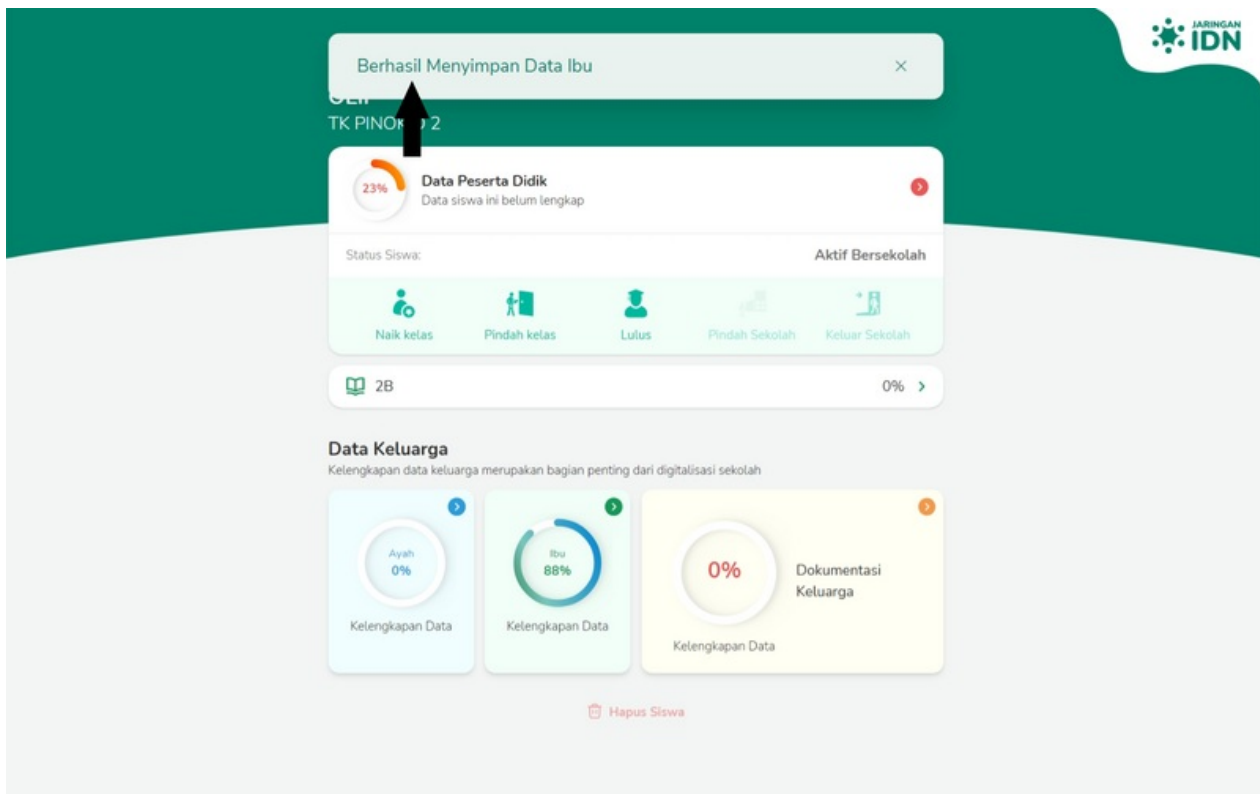 JARINGAN
IDN
Berhasil Menyimpan Data Ibu
TK PINOK 2
23%
Data Peserta Didik
Data siswa ini belum lengkap
Status Siswa:
Aktif Bersekolah
Naik kelas
Pindah kelas
Lulus
Pindah Sekolah
Keluar Sekolah
2B
0%
Data Keluarga
Kelengkapan data keluarga merupakan bagian penting dari digitalisasi sekolah
Ayah
0%
Kelengkapan Data
Ibu
88%
Kelengkapan Data
0%
Dokumentasi
Keluarga
Kelengkapan Data
Hapus Siswa